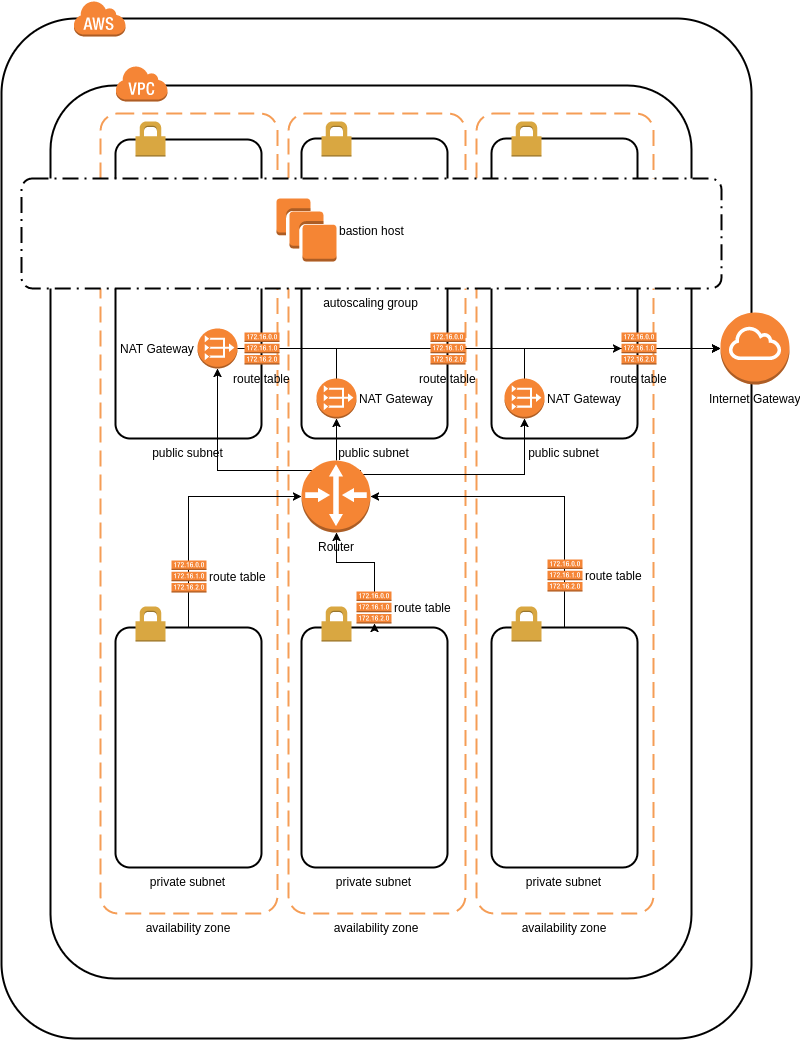 AWS
VPC
bastion host
autoscaling group
NAT Gateway
172.16.0.0
172.16.1.0
172.16.2.0
route table
172.16.0.0
172.16.1.0
172.16.2.0
route table
172.16.0.0
172.16.1.0
172.16.2.0
route table
NAT Gateway
NAT Gateway
Internet Gateway
public subnet
public subnet
public subnet
Router
172.16.0.0
172.16.1.0
172.16.2.0
route table
172.16.0.0
172.16.1.0
172.16.2.0
route table
172.16.0.0
172.16.1.0
172.16.2.0
route table
private subnet
private subnet
private subnet
availability zone
availability zone
availability zone